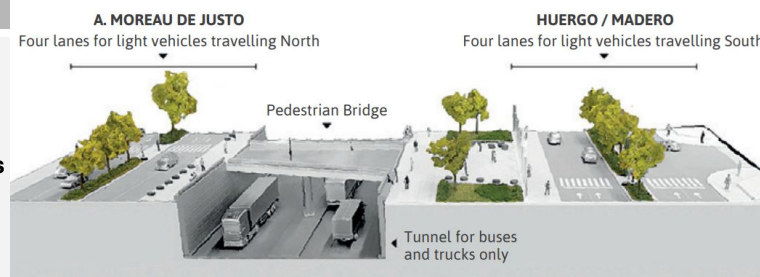 A. MOREAU DE JUSTO
Four lanes for light vehicles travelling North
HUERGO / MADERO
Four lanes for light vehicles travelling South
Pedestrian Bridge
Tunnel for buses
and trucks only